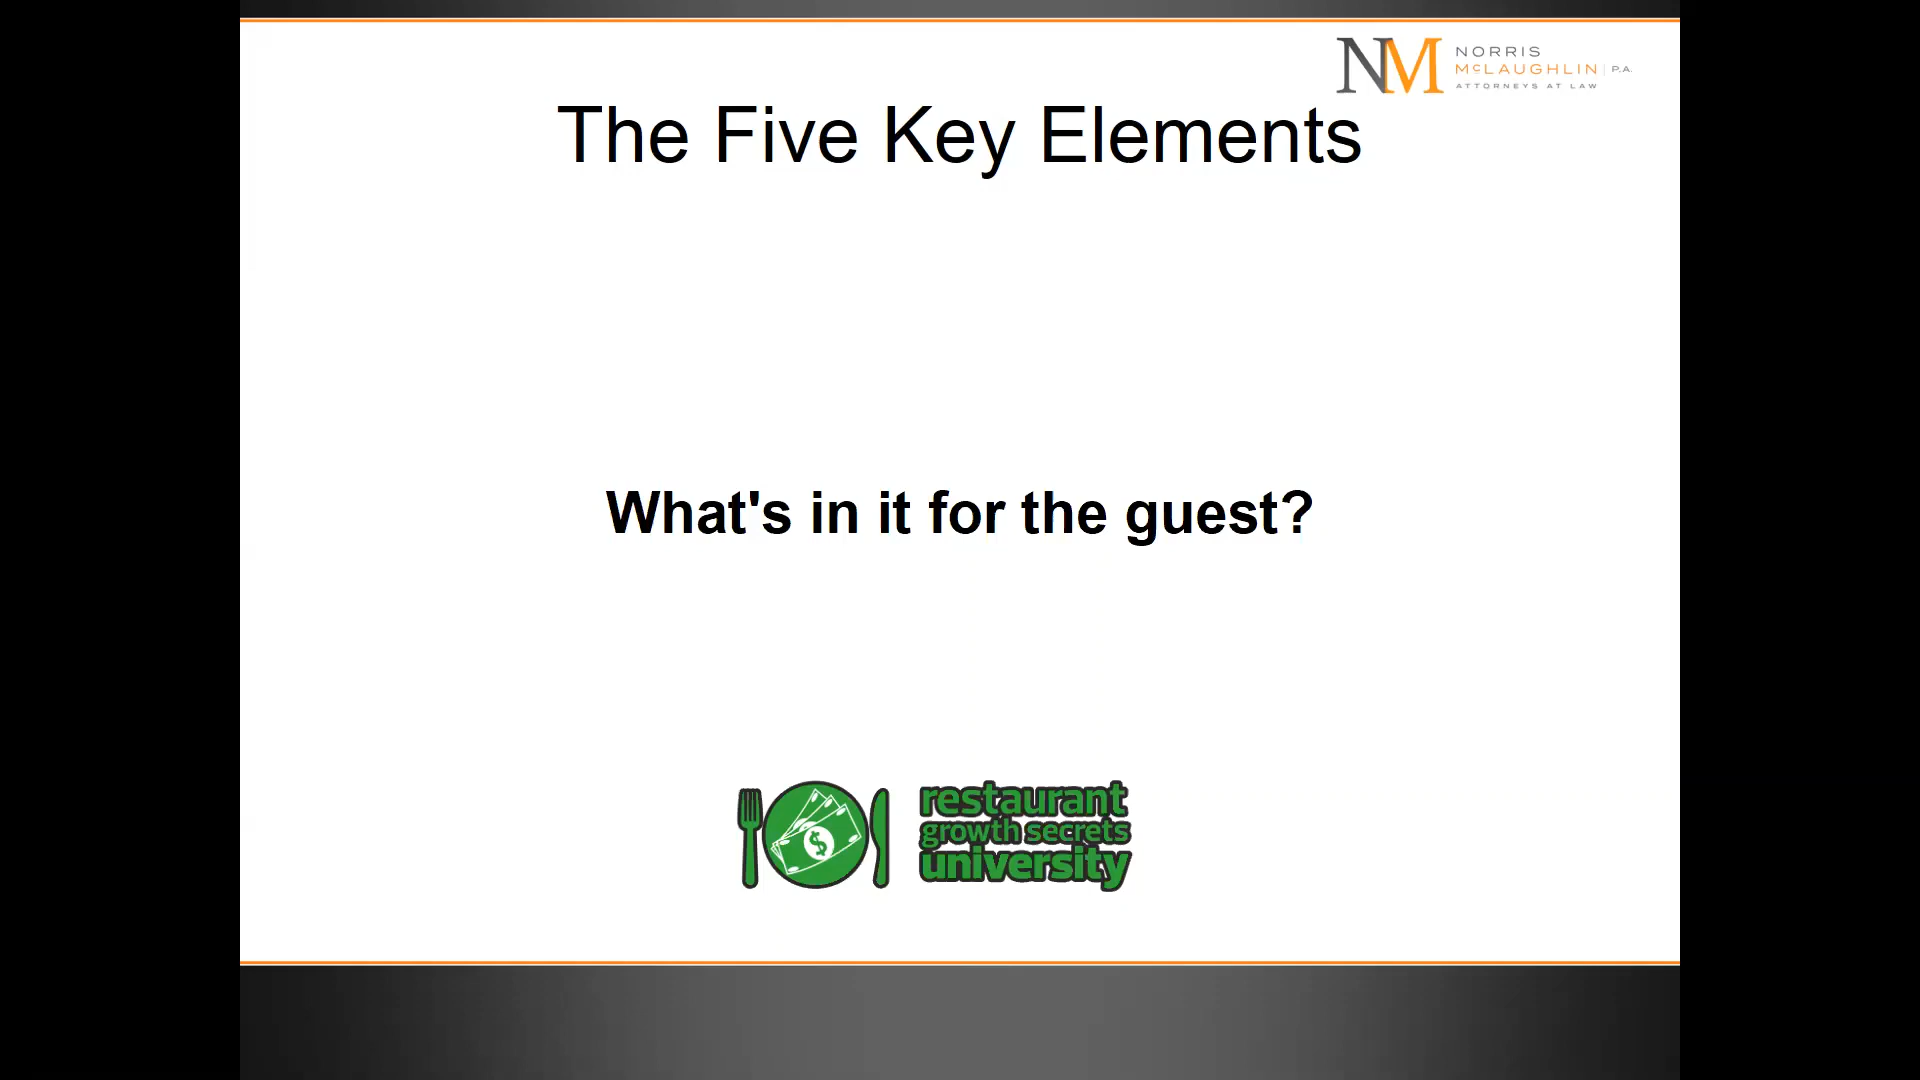 NORRIS
McLAUGHLIN | P.A.
ATTORNEYS AT LAW
The Five Key Elements
What's in it for the guest?
$
restaurant
growth secrets
university